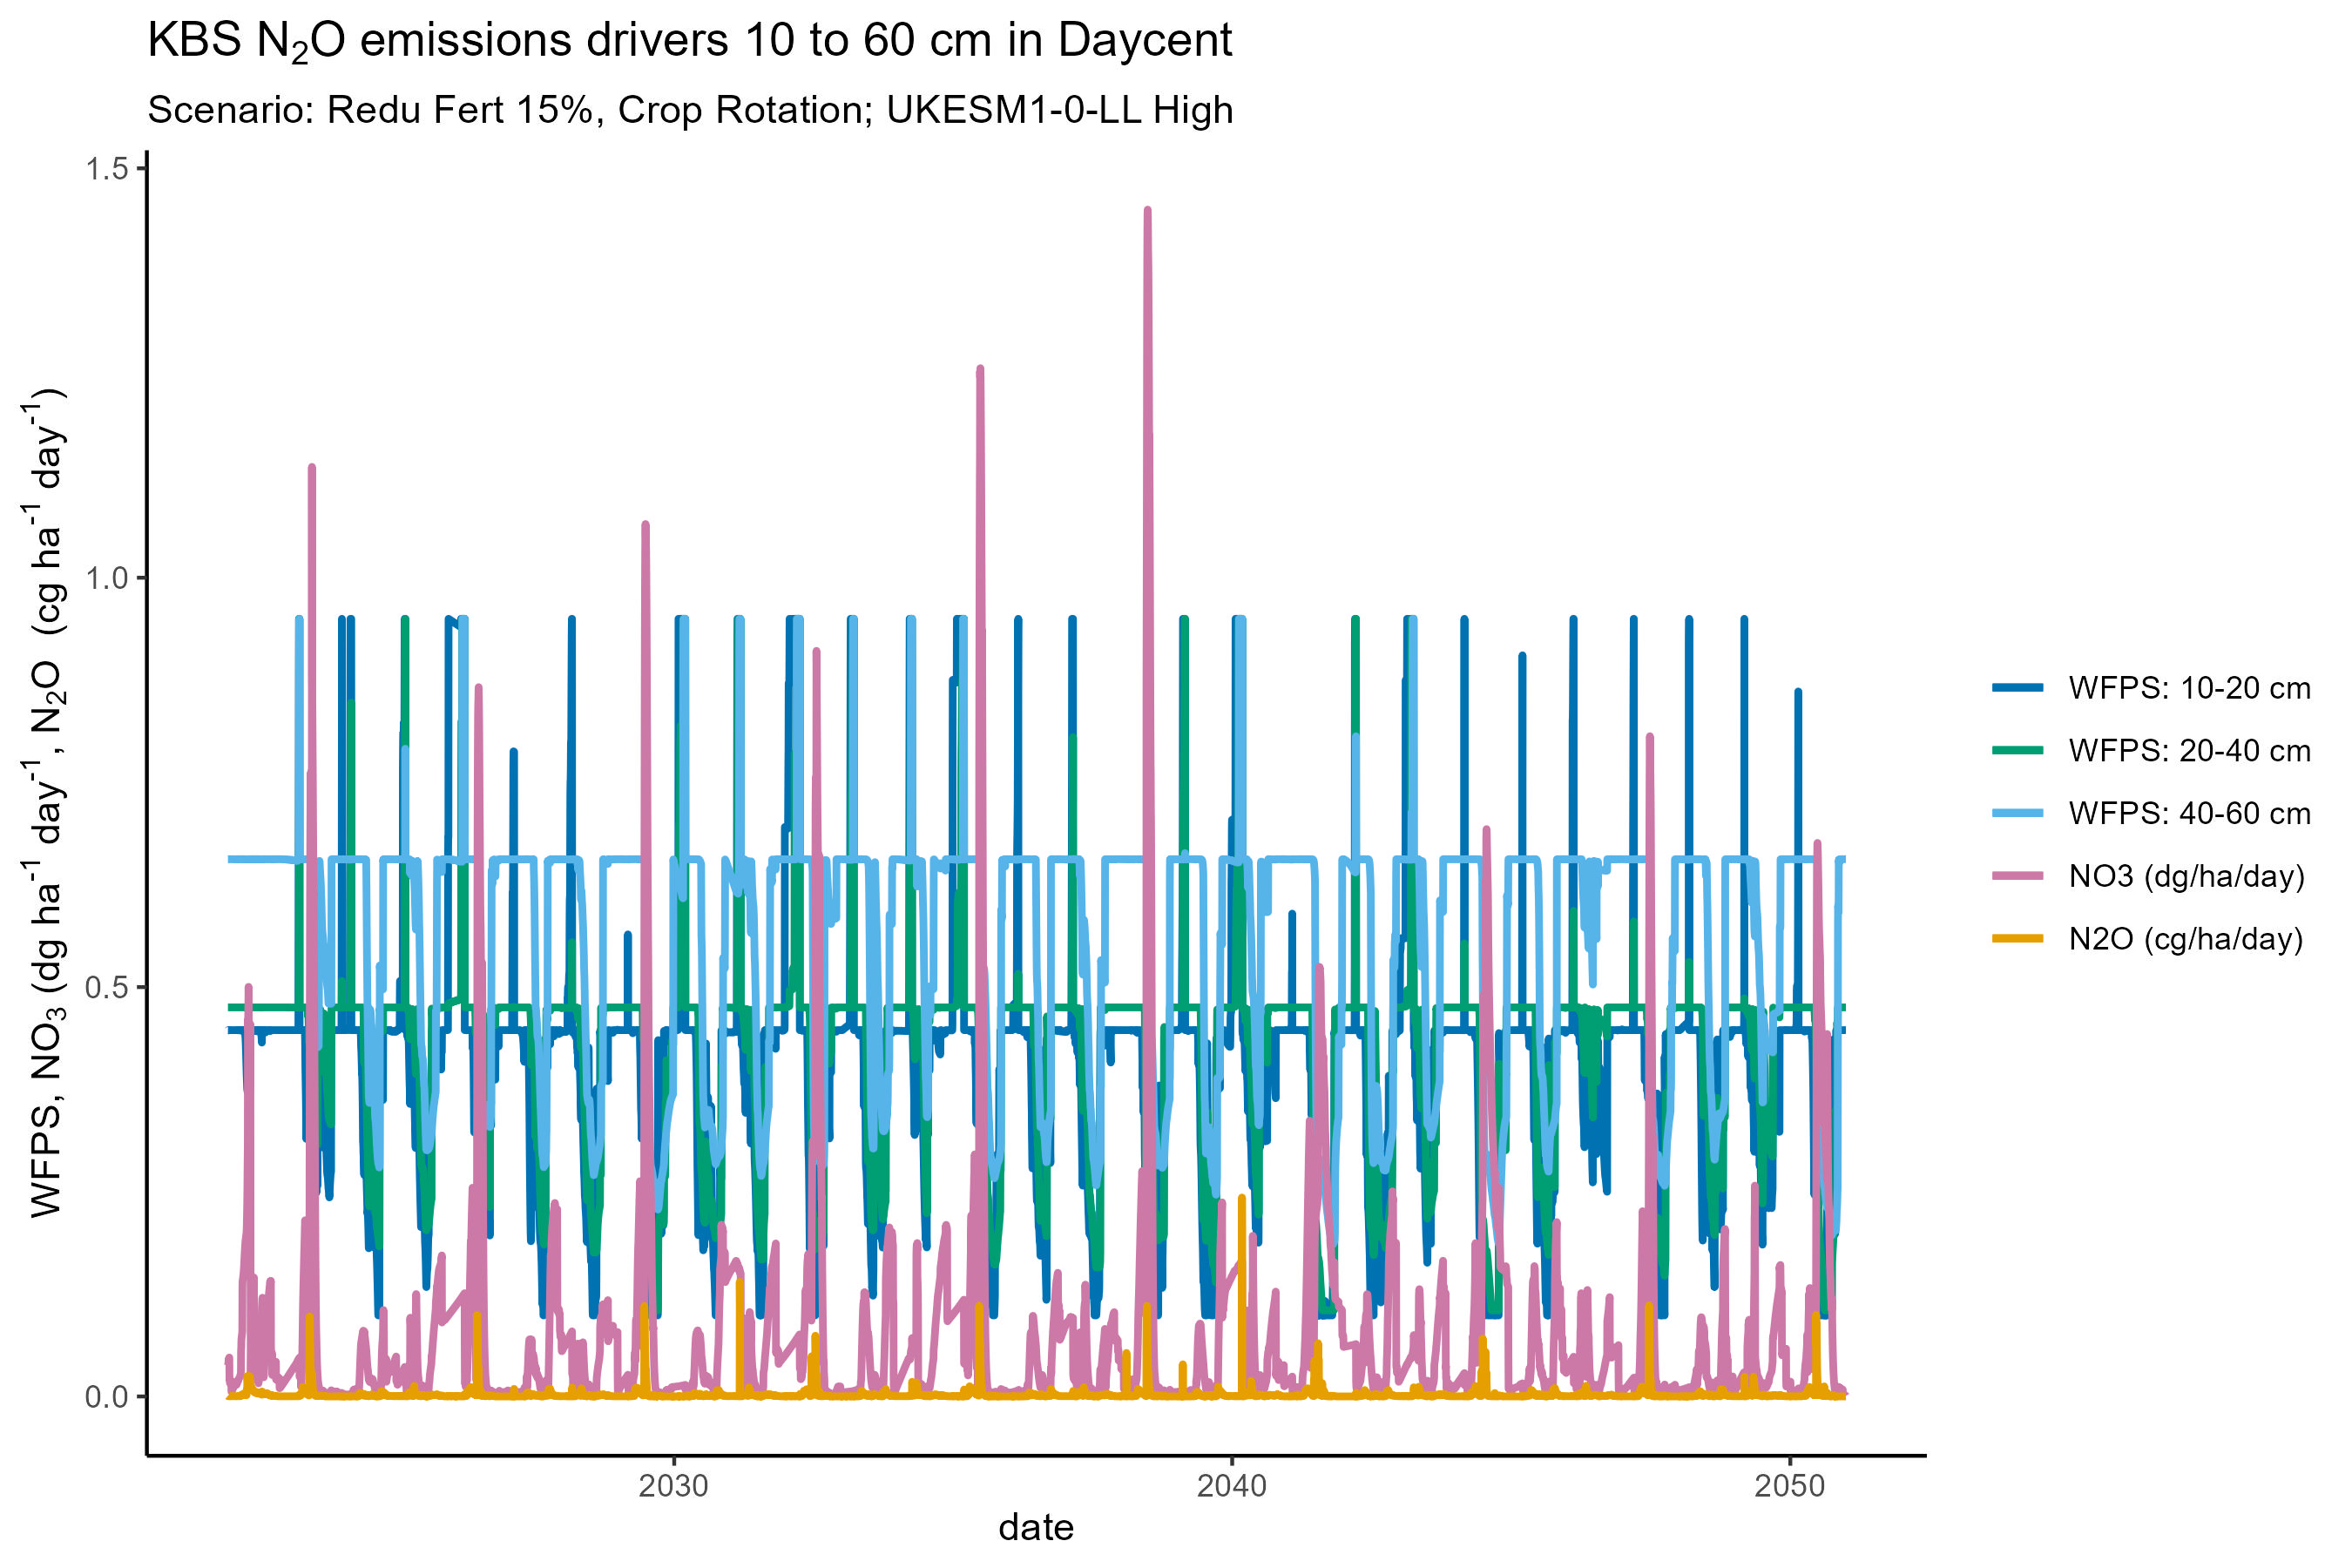 KBS N₂O emissions drivers 10 to 60 cm in Daycent
Scenario: Redu Fert 15%, Crop Rotation; UKESM1-0-LL High
WFPS, NO₃ (dg ha⁻¹ day⁻¹, N₂O (cg ha⁻¹ day⁻¹)
1.5
1.0
0.5
0.0
2030
2040
2050
date
WFPS: 10-20 cm
WFPS: 20-40 cm
WFPS: 40-60 cm
NO3 (dg/ha/day)
N2O (cg/ha/day)